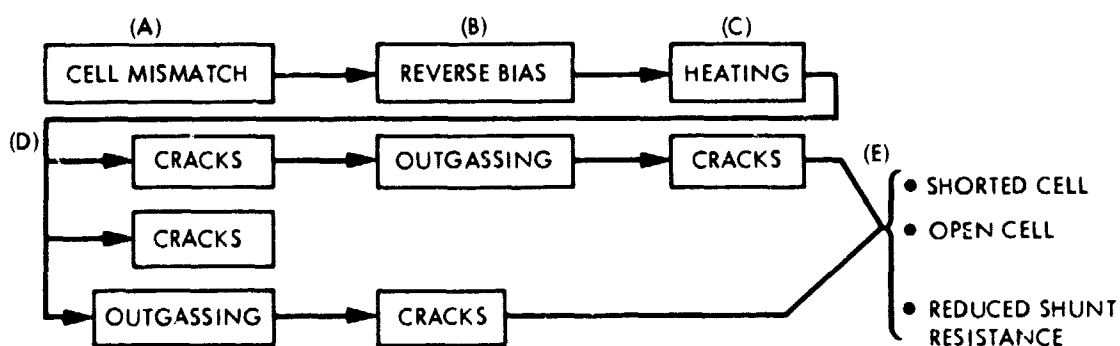 (A) (B) (C)
CELL MISMATCH REVERSE BIAS HEATING
(D) (E)
CRACKS OUTGASSING CRACKS
• SHORTED CELL
• OPEN CELL
CRACKS
OUTGASSING CRACKS
• REDUCED SHUNT
RESISTANCE